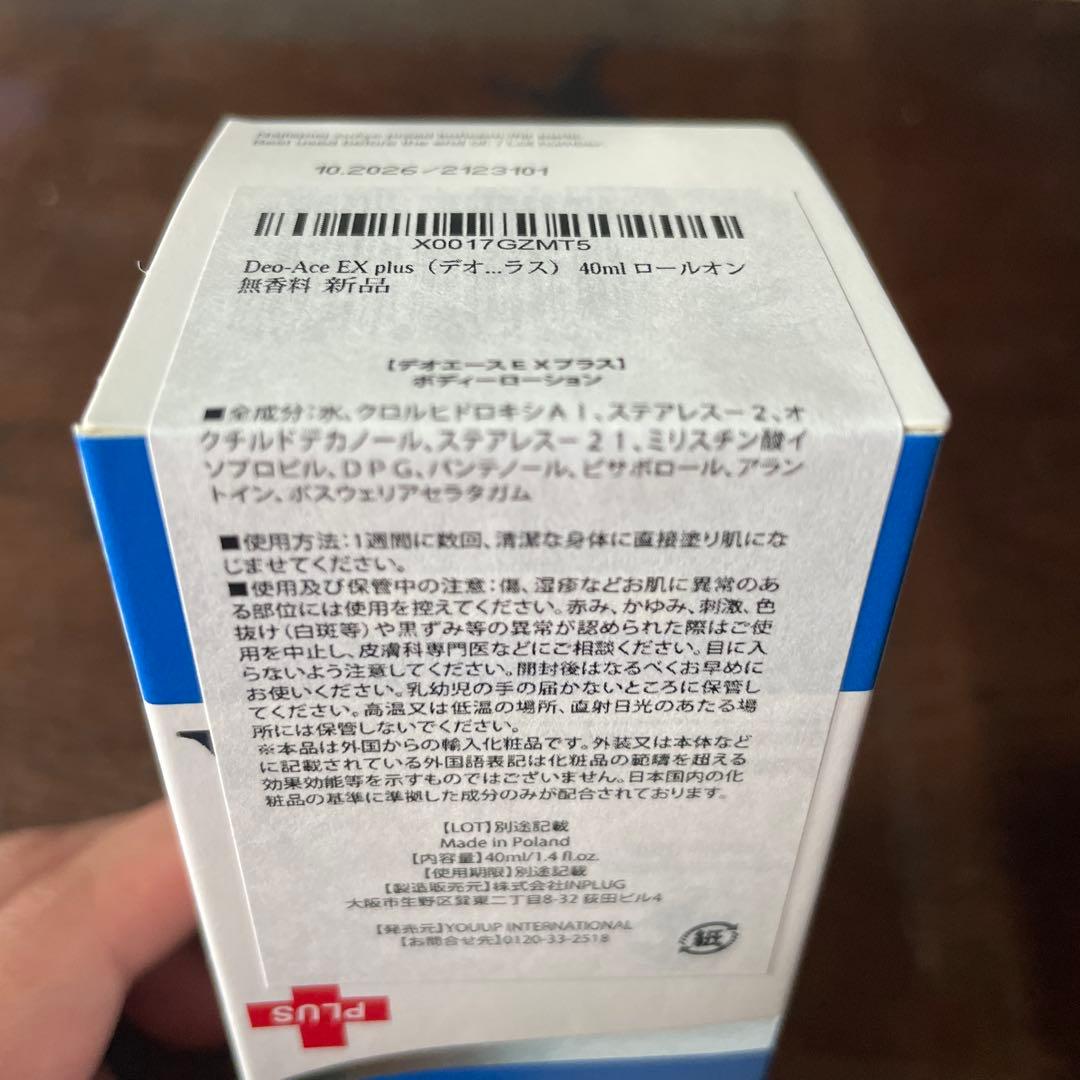 10.2026/2123101
X0017GZMT5
Deo-Ace EX plus（デオ...ラス） 40ml ロールオン
無香料 新品
【デオエースＥＸプラス】
ボディーローション
■全成分：水、クロルヒドロキシＡｌ、ステアレス－２、オ
クチルドデカノール、ステアレス－２１、ミリスチン酸イ
ソプロピル、ＤＰＧ、パンテノール、ビサボロール、アラン
トイン、ボスウェリアセラタガム
■使用方法：1週間に数回、清潔な身体に直接塗り肌にな
じませてください。
■使用及び保管中の注意：傷、湿疹などお肌に異常のあ
る部位には使用を控えてください。赤み、かゆみ、刺激、色
抜け（白斑等）や黒ずみ等の異常が認められた際はご使
用を中止し、皮膚科専門医などにご相談ください。目に入
らないよう注意してください。開封後はなるべくお早めに
お使いください。乳幼児の手の届かないところに保管し
てください。高温又は低温の場所、直射日光のあたる場
所には保管しないでください。
※本品は外国からの輸入化粧品です。外装又は本体など
に記載されている外国語表記は化粧品の範疇を超える
効果効能等を示すものではございません。日本国内の化
粧品の基準に準拠した成分のみが配合されております。
【LOT】別途記載
Made in Poland
【内容量】40ml/1.4 fl.oz.
【使用期限】別途記載
【製造販売元】株式会社INPLUG
大阪市生野区巽東二丁目8-32 荻田ビル4
【発売元】YOUUP INTERNATIONAL
【お問合せ先】0120-33-2518
紙
PLUS